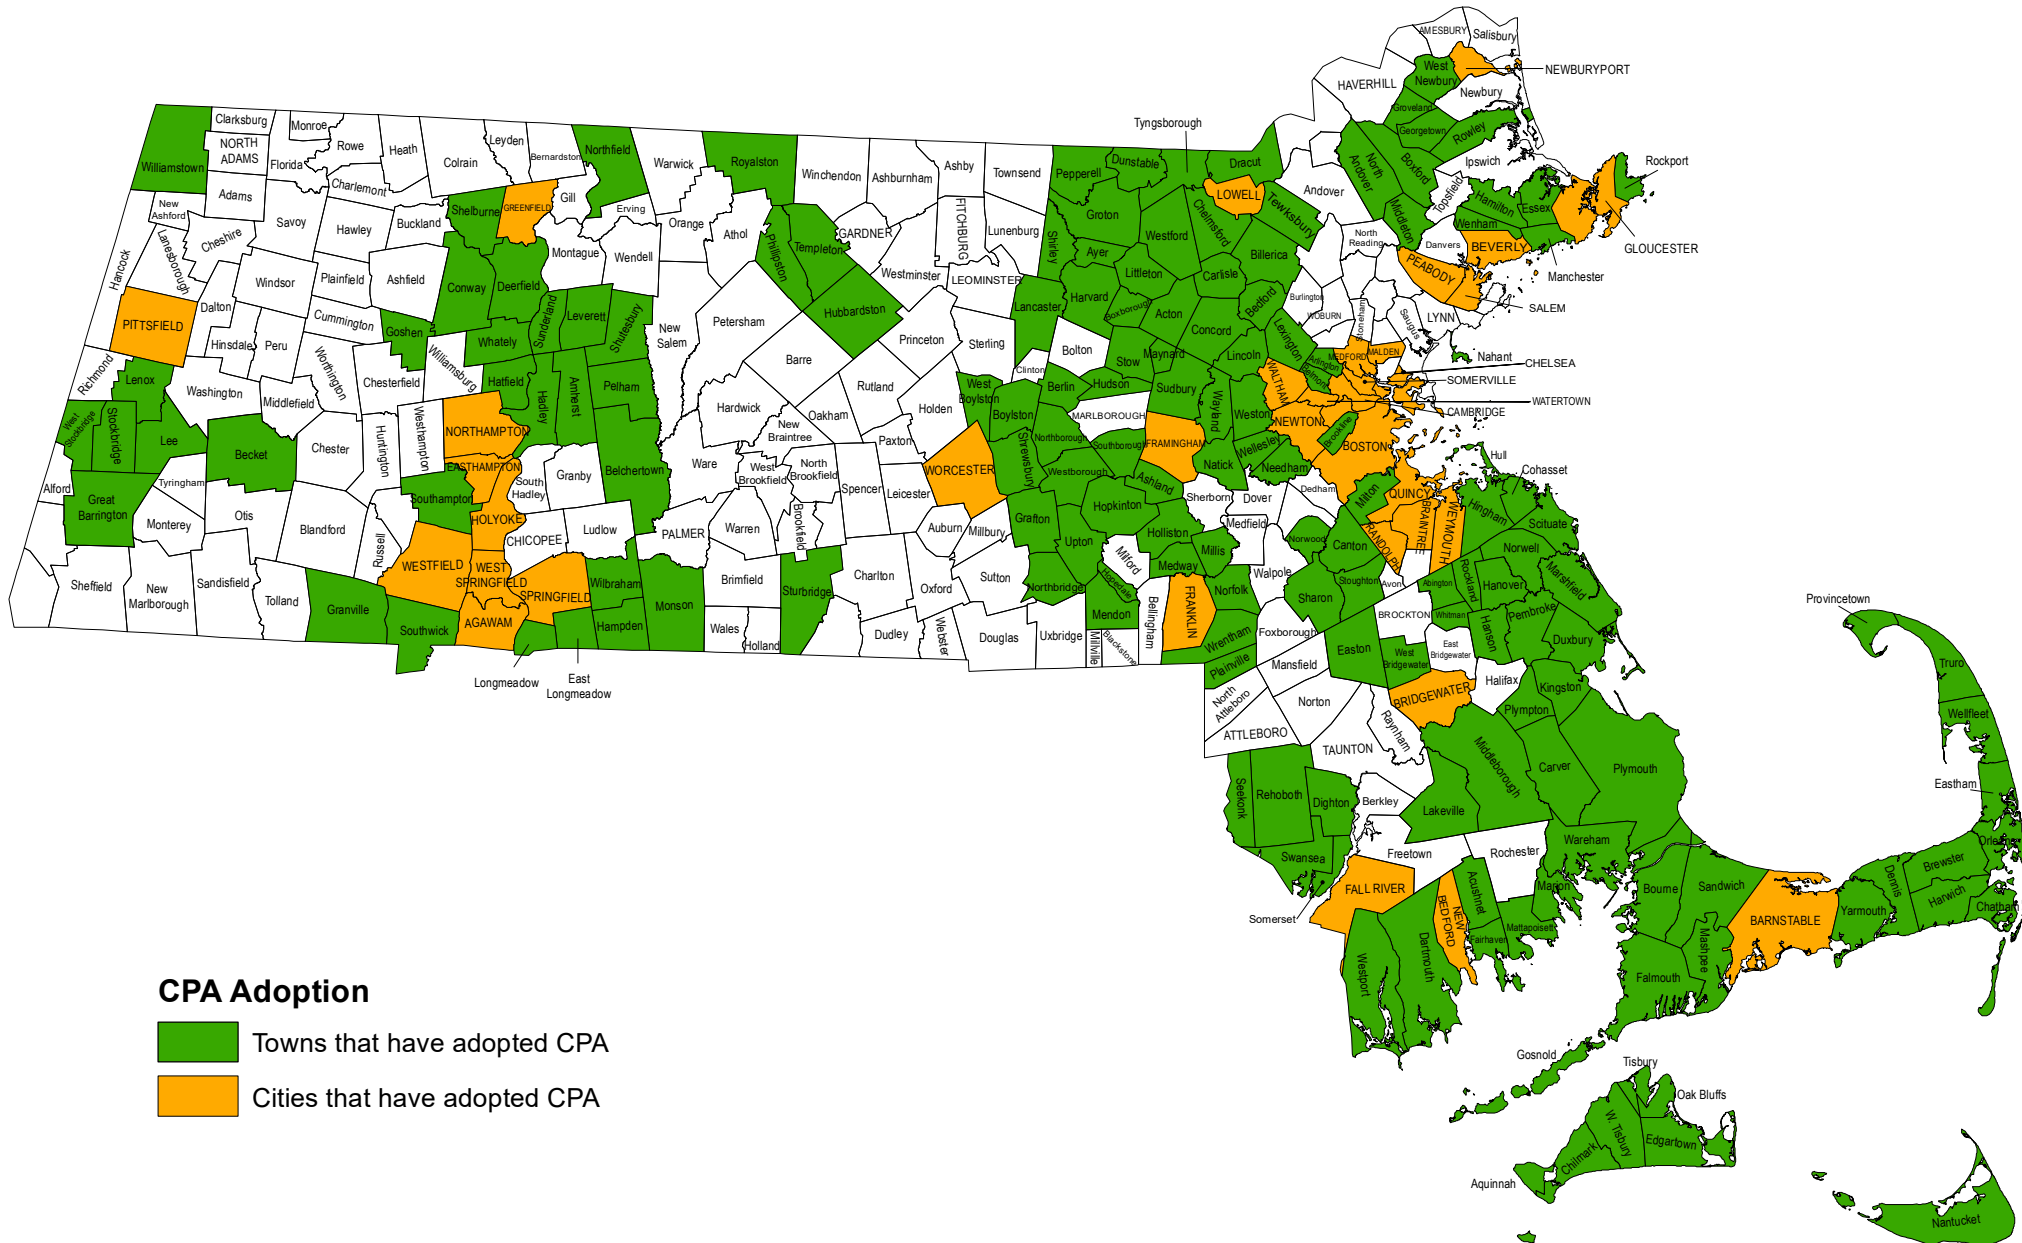 AMESBURY
Salisbury
West
Newbury
NEWBURYPORT
HAVERHILL
Newbury
Groveland
Georgetown
Rowley
Tyngsborough
Clarksburg
Monroe
NORTH
ADAMS
Florida
Rowe
Heath
Colrain
Leyden
Bernardston
Northfield
Warwick
Royalston
Winchendon
Ashburnham
Ashby
Townsend
Pepperell
Dunstable
Dracut
Andover
North
Andover
Boxford
Ipswich
Rockport
Williamstown
Adams
Savoy
Charlemont
Hawley
Buckland
Shelburne
GREENFIELD
Gill
Erving
Orange
Athol
Phillipston
Templeton
GARDNER
Westminster
FITCHBURG
Lunenburg
Shirley
Groton
Westford
Chelmsford
LOWELL
Tewksbury
Middleton
Topsfield
Hamilton
Essex
Wenham
GLOUCESTER
New
Ashford
Lanesborough
Cheshire
Hancock
Windsor
Plainfield
Ashfield
Conway
Deerfield
Montague
Wendell
LEOMINSTER
Ayer
Littleton
Carlisle
Billerica
North
Reading
Danvers
BEVERLY
Manchester
PEABODY
SALEM
PITTSFIELD
Dalton
Hinsdale
Peru
Cummington
Goshen
Whately
Sunderland
Leverett
Shutesbury
New
Salem
Petersham
Hubbardston
Princeton
Sterling
Lancaster
Harvard
Boxborough
Acton
Concord
Bedford
Burlington
WOBURN
Stoneham
Saugus
LYNN
Nahant
Richmond
Lenox
Washington
Middlefield
Worthington
Chesterfield
Williamsburg
Hatfield
Hadley
Amherst
Pelham
Barre
Rutland
Holden
Clinton
Bolton
Stow
Maynard
Lincoln
Lexington
Arlington
Belmont
MEDFORD
MALDEN
CHELSEA
SOMERVILLE
WATERTOWN
CAMBRIDGE
West
Stockbridge
Stockbridge
Lee
Becket
Chester
Huntington
Westhampton
NORTHAMPTON
EASTHAMPTON
South
Hadley
Granby
Belchertown
Ware
Hardwick
New
Braintree
Oakham
Paxton
West
Boylston
Boylston
Berlin
Hudson
MARLBOROUGH
Sudbury
Wayland
Weston
WALTHAM
NEWTON
Brookline
BOSTON
Alford
Great
Barrington
Tyringham
Monterey
Otis
Blandford
Russell
Southampton
HOLYOKE
CHICOPEE
Ludlow
PALMER
West
Brookfield
North
Brookfield
Brookfield
Warren
Spencer
Leicester
WORCESTER
Shrewsbury
Northborough
Westborough
Southborough
FRAMINGHAM
Natick
Wellesley
Needham
Ashland
Sherborn
Dover
Dedham
Milton
QUINCY
BRAINTREE
WEYMOUTH
RANDOLPH
Hull
Cohasset
Hingham
Scituate
Sheffield
New
Marlborough
Sandisfield
Tolland
Granville
WESTFIELD
WEST
SPRINGFIELD
SPRINGFIELD
AGAWAM
Southwick
Longmeadow
East
Longmeadow
Wilbraham
Hampden
Monson
Brimfield
Wales
Holland
Sturbridge
Charlton
Auburn
Millbury
Oxford
Sutton
Dudley
Webster
Douglas
Uxbridge
Grafton
Upton
Northbridge
Hopkinton
Milford
Hopedale
Mendon
Millville
Blackstone
Bellingham
Holliston
Medway
Millis
Medfield
Norfolk
FRANKLIN
Wrentham
Plainville
Walpole
Norwood
Canton
Sharon
Stoughton
Avon
Foxborough
Mansfield
Easton
BROCKTON
Abington
Whitman
Rockland
Hanover
Norwell
Marshfield
Pembroke
Hanson
Duxbury
West
Bridgewater
East
Bridgewater
BRIDGEWATER
Halifax
Kingston
Plympton
North
Attleboro
ATTLEBORO
Norton
TAUNTON
Raynham
Middleborough
Carver
Plymouth
Seekonk
Rehoboth
Dighton
Berkley
Lakeville
Swansea
Somerset
FALL RIVER
Freetown
Rochester
Wareham
Marion
Mattapoisett
Acushnet
Fairhaven
NEW
BEDFORD
Dartmouth
Westport
Bourne
Sandwich
Mashpee
Falmouth
BARNSTABLE
Yarmouth
Dennis
Brewster
Harwich
Chatham
Orleans
Eastham
Wellfleet
Truro
Provincetown
Gosnold
Tisbury
Oak Bluffs
W. Tisbury
Edgartown
Chilmark
Aquinnah
Nantucket
CPA Adoption
Towns that have adopted CPA
Cities that have adopted CPA